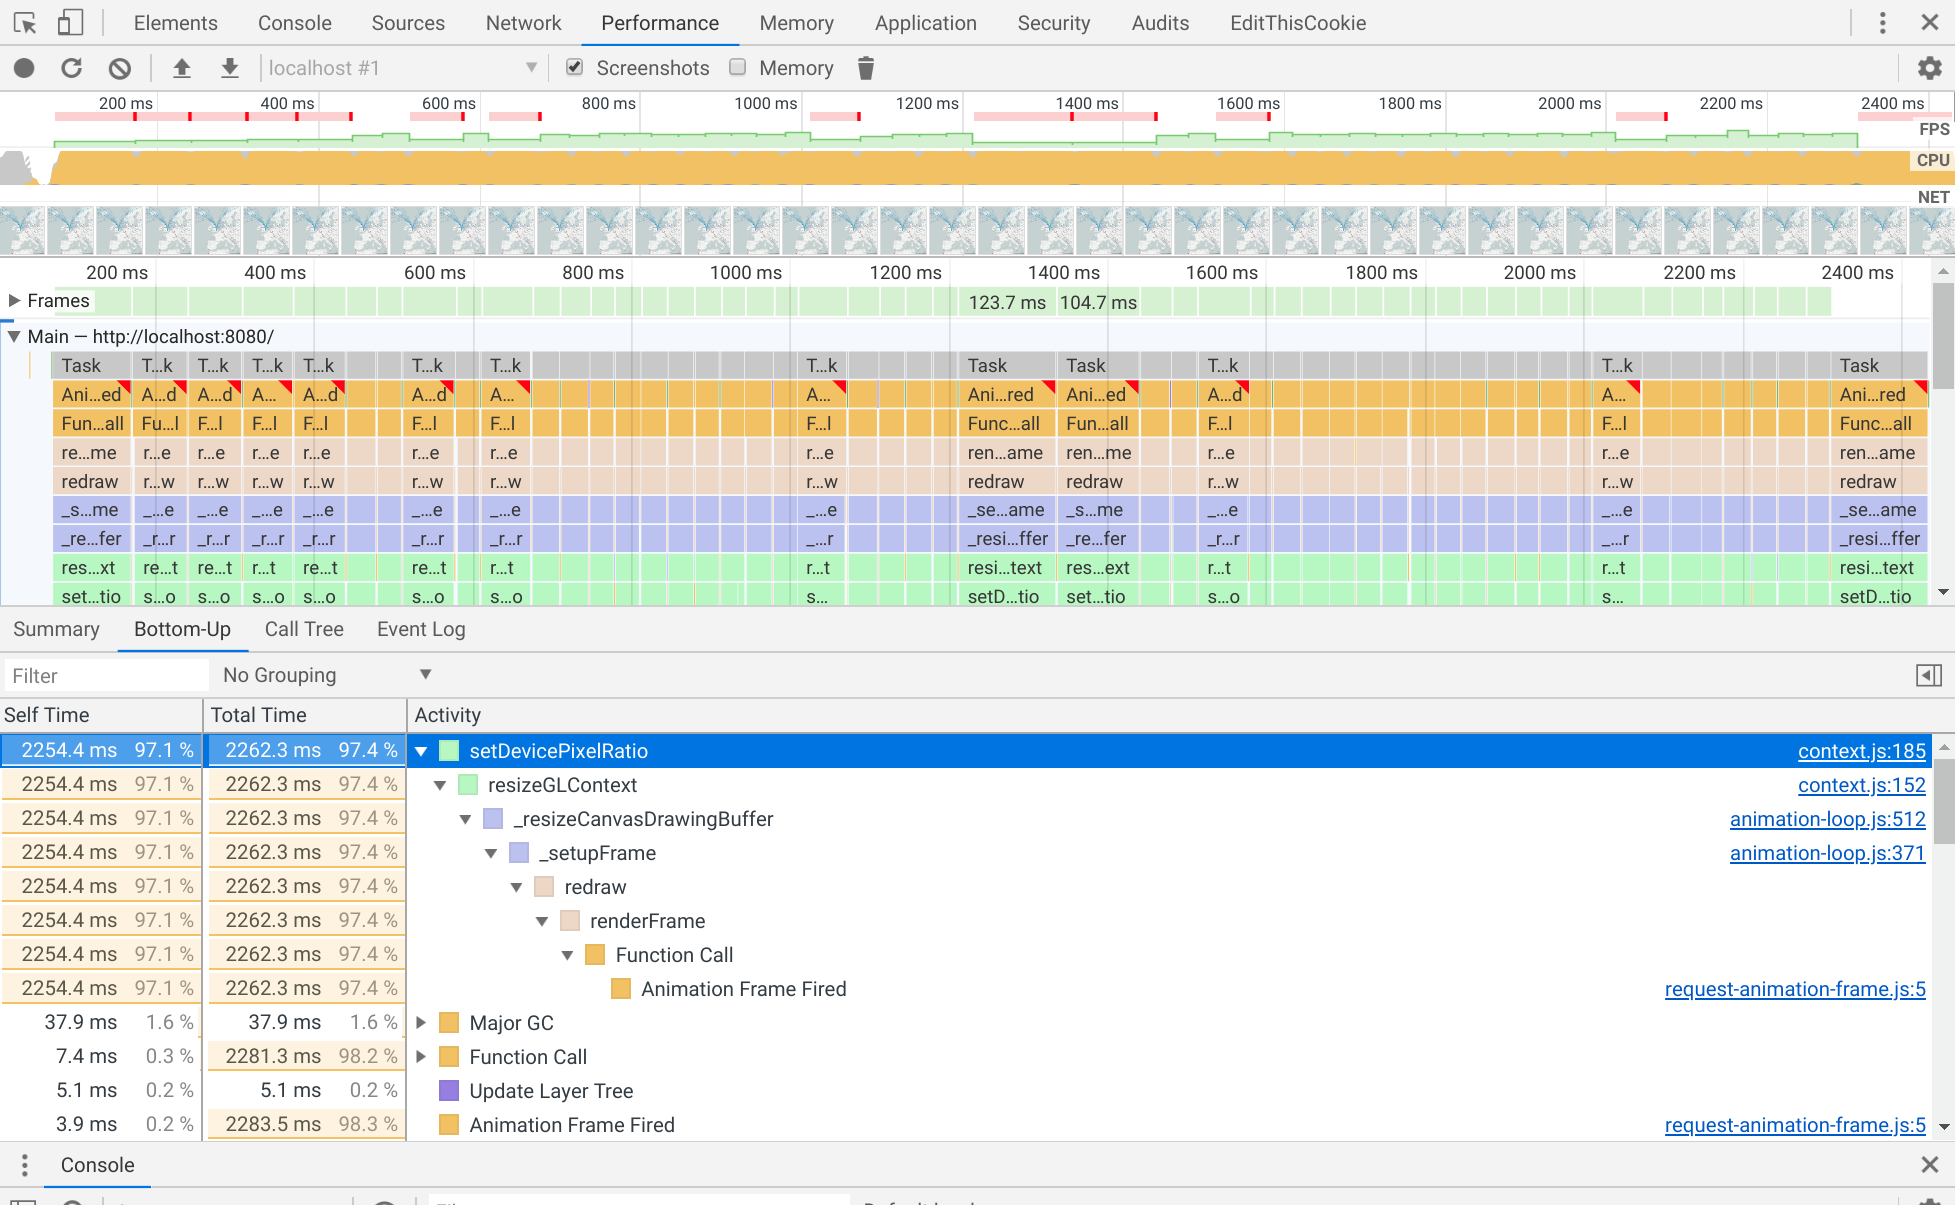 Elements Console Sources Network Performance Memory Application Security Audits EditThisCookie
localhost #1 Screenshots Memory
200 ms 400 ms 600 ms 800 ms 1000 ms 1200 ms 1400 ms 1600 ms 1800 ms 2000 ms 2200 ms 2400 ms
FPS
CPU
NET
200 ms 400 ms 600 ms 800 ms 1000 ms 1200 ms 1400 ms 1600 ms 1800 ms 2000 ms 2200 ms 2400 ms
Frames 123.7 ms 104.7 ms
Main — http://localhost:8080/
Task T...k T...k T...k T...k T...k T...k T...k Task Task T...k T...k Task
Ani...ed A...d A...d A... A...d A...d A... A... Ani...red Ani...ed A...d A... Ani...red
Fun...all Fu...l F...l F...l F...l F...l F...l F...l Func...all Fun...all F...l F...l Func...all
re...me r...e r...e r...e r...e r...e r...e r...e ren...ame ren...me r...e r...e ren...ame
redraw r...w r...w r...w r...w r...w r...w r...w redraw redraw r...w r...w redraw
_s...me _...e _...e _...e _...e _...e _...e _...e _se...ame _s...me _...e _...e _se...ame
_re...fer _r...r _r...r _r...r _r...r _r...r _r...r _...r _resi...ffer _re...fer _r...r _...r _resi...ffer
res...xt re...t re...t r...t re...t re...t r...t r...t resi...text res...ext r...t r...t resi...text
set...tio s...o s...o s...o s...o s...o s...o s... setD...tio set...tio s...o s... setD...tio
Summary Bottom-Up Call Tree Event Log
Filter No Grouping
Self Time Total Time Activity
2254.4 ms 97.1 % 2262.3 ms 97.4 % setDevicePixelRatio context.js:185
2254.4 ms 97.1 % 2262.3 ms 97.4 % resizeGLContext context.js:152
2254.4 ms 97.1 % 2262.3 ms 97.4 % _resizeCanvasDrawingBuffer animation-loop.js:512
2254.4 ms 97.1 % 2262.3 ms 97.4 % _setupFrame animation-loop.js:371
2254.4 ms 97.1 % 2262.3 ms 97.4 % redraw
2254.4 ms 97.1 % 2262.3 ms 97.4 % renderFrame
2254.4 ms 97.1 % 2262.3 ms 97.4 % Function Call
2254.4 ms 97.1 % 2262.3 ms 97.4 % Animation Frame Fired request-animation-frame.js:5
37.9 ms 1.6 % 37.9 ms 1.6 % Major GC
7.4 ms 0.3 % 2281.3 ms 98.2 % Function Call
5.1 ms 0.2 % 5.1 ms 0.2 % Update Layer Tree
3.9 ms 0.2 % 2283.5 ms 98.3 % Animation Frame Fired request-animation-frame.js:5
Console